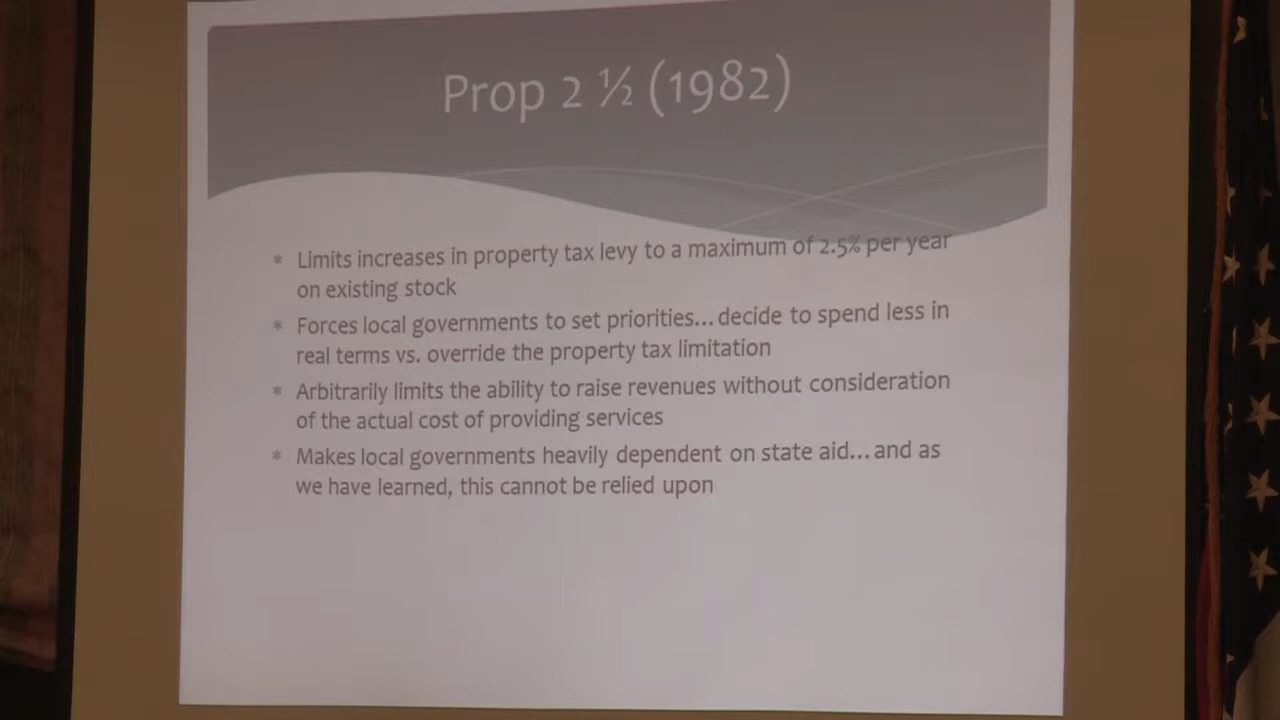 Prop 2 ½ (1982)
* Limits increases in property tax levy to a maximum of 2.5% per year
on existing stock
* Forces local governments to set priorities... decide to spend less in
real terms vs. override the property tax limitation
* Arbitrarily limits the ability to raise revenues without consideration
of the actual cost of providing services
* Makes local governments heavily dependent on state aid... and as
we have learned, this cannot be relied upon